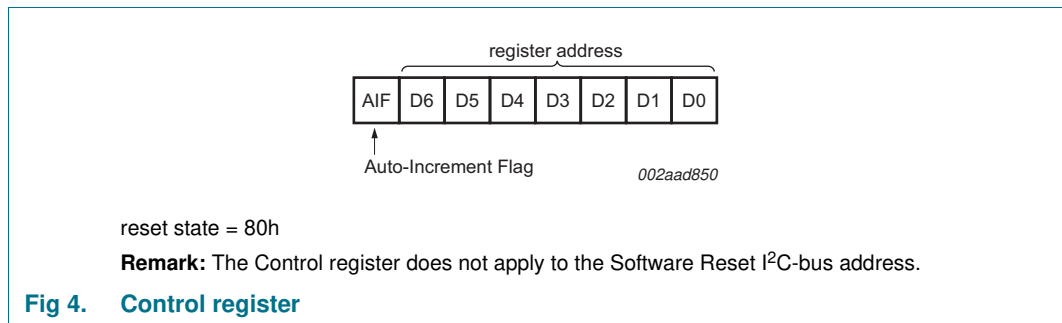 register address
AIF D6 D5 D4 D3 D2 D1 D0
Auto-Increment Flag
002aad850
reset state = 80h
Remark: The Control register does not apply to the Software Reset I²C-bus address.
Fig 4. Control register